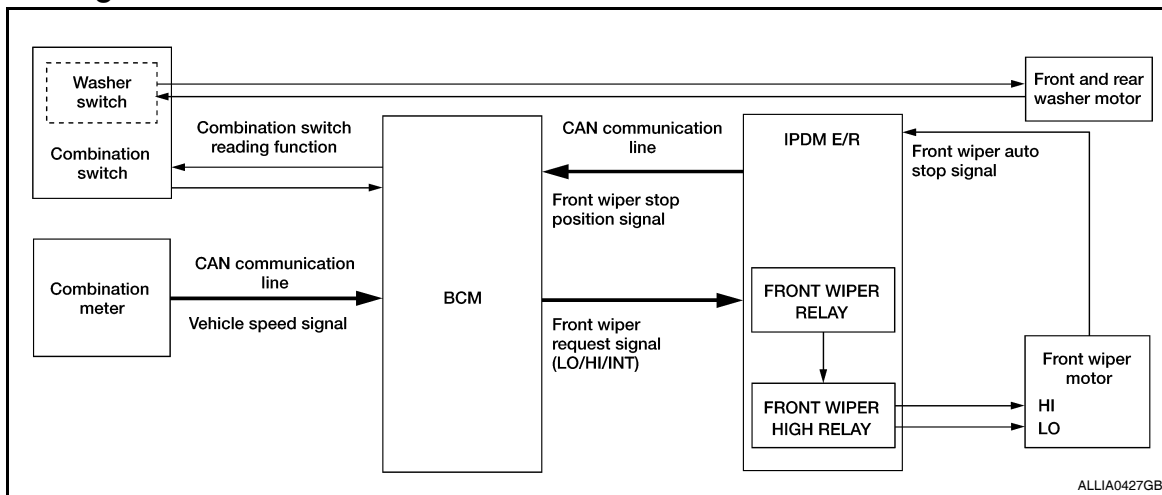 Washer
switch
Combination
switch
Combination switch
reading function
Combination
meter
CAN communication
line
Vehicle speed signal
BCM
CAN communication
line
Front wiper stop
position signal
Front wiper
request signal
(LO/HI/INT)
IPDM E/R
FRONT WIPER
RELAY
FRONT WIPER
HIGH RELAY
Front and rear
washer motor
Front wiper auto
stop signal
Front wiper
motor
HI
LO
ALLIA0427GB